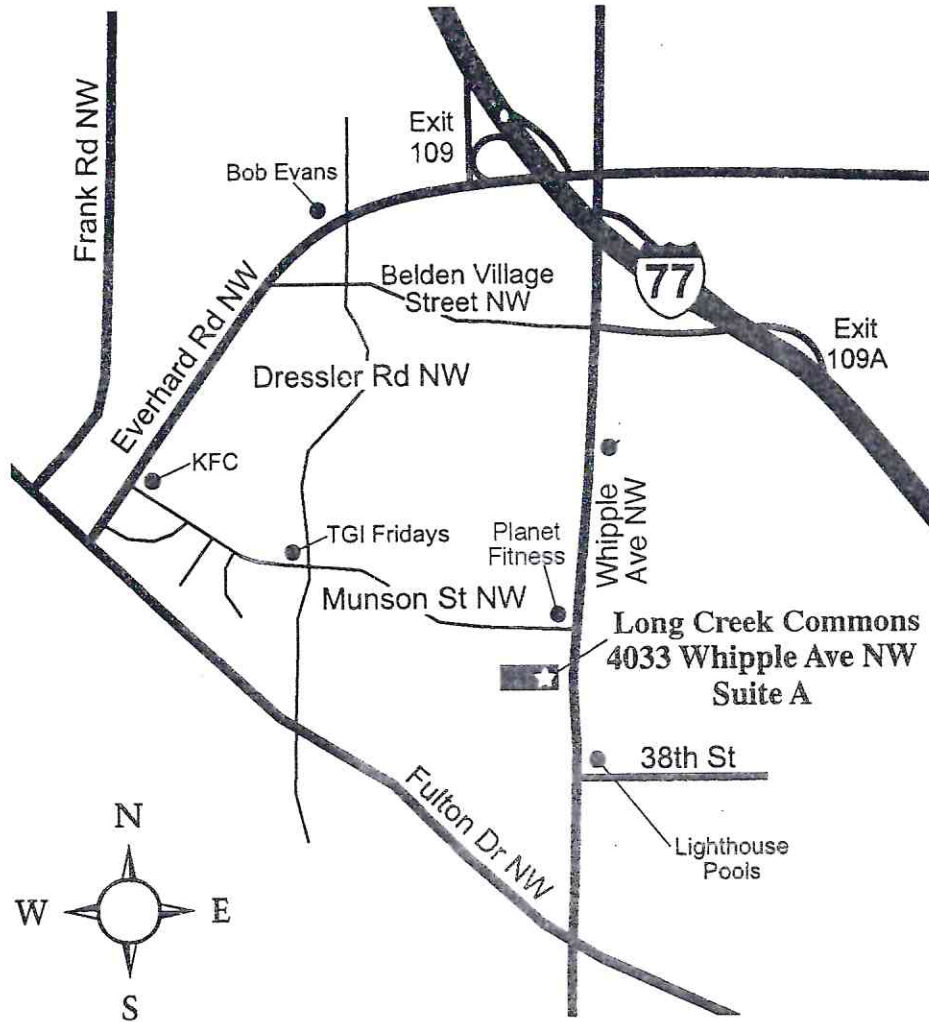 Frank Rd NW
Exit
109
Bob Evans
77
Belden Village
Street NW
Exit
109A
Everhard Rd NW
Dressler Rd NW
KFC
TGI Fridays
Planet
Fitness
Whipple
Ave NW
Munson St NW
Long Creek Commons
4033 Whipple Ave NW
Suite A
38th St
Fulton Dr NW
Lighthouse
Pools
N
W
E
S